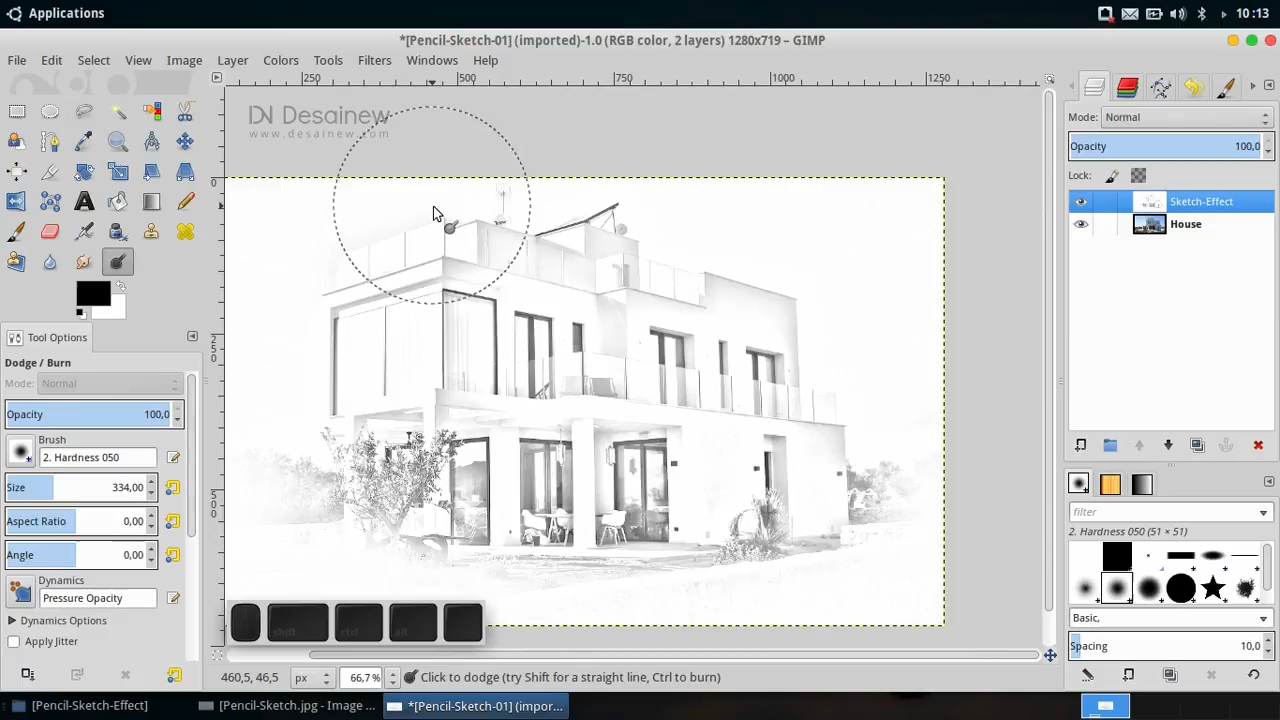 Applications
10:13
*[Pencil-Sketch-01] (imported)-1.0 (RGB color, 2 layers) 1280x719 – GIMP
File Edit Select View Image Layer Colors Tools Filters Windows Help
250 500 750 1000 1250
DN Desainew
www.desainew.com
Mode: Normal
Opacity 100,0
Lock:
Sketch-Effect
House
0
250
500
Tool Options
Dodge / Burn
Mode: Normal
Opacity 100,0
Brush
2. Hardness 050
Size 334,00
Aspect Ratio 0,00
Angle 0,00
Dynamics
Pressure Opacity
Dynamics Options
Apply Jitter
shift ctrl alt
filter
2. Hardness 050 (51 × 51)
Basic,
Spacing 10,0
460,5, 46,5 px 66,7 % Click to dodge (try Shift for a straight line, Ctrl to burn)
[Pencil-Sketch-Effect] [Pencil-Sketch.jpg - Image ... *[Pencil-Sketch-01] (impor...